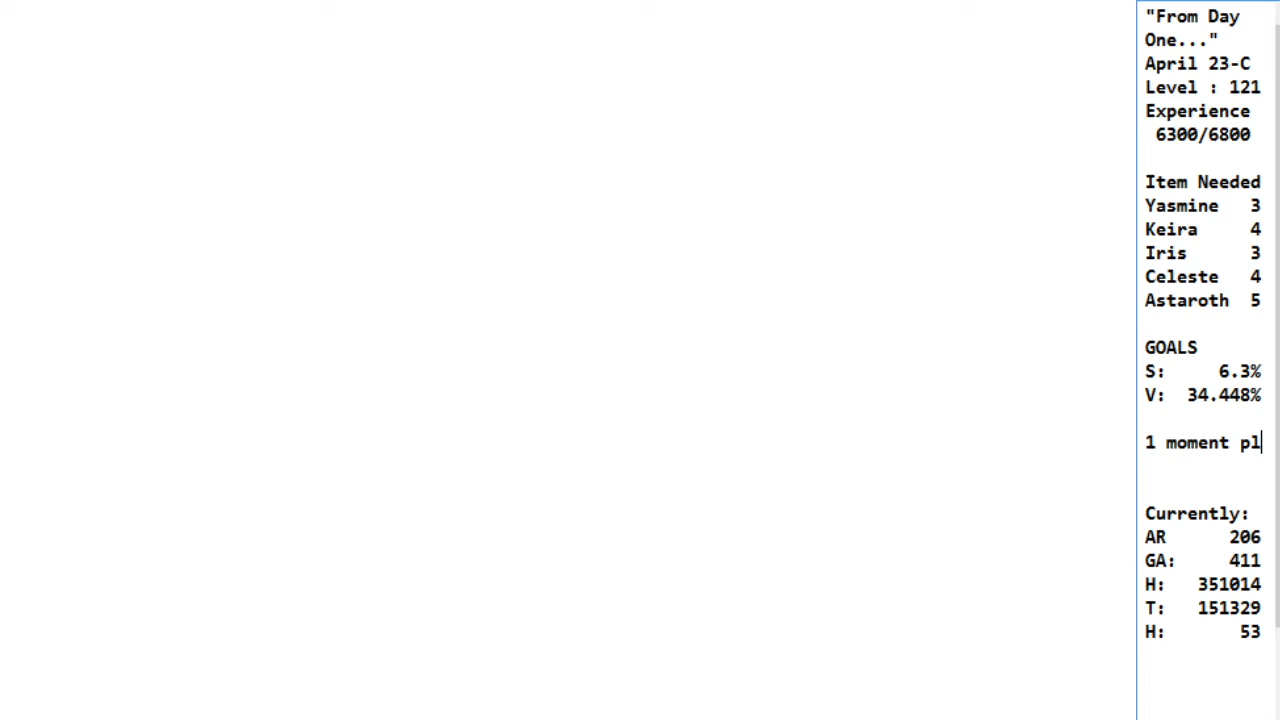 "From Day
One..."
April 23-C
Level : 121
Experience
6300/6800
Item Needed
Yasmine 3
Keira 4
Iris 3
Celeste 4
Astaroth 5
GOALS
S: 6.3%
V: 34.448%
1 moment pl
Currently:
AR 206
GA: 411
H: 351014
T: 151329
H: 53